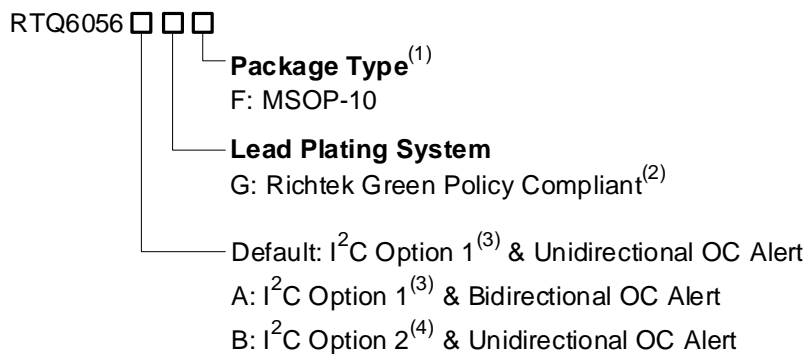 RTQ6056 □ □ □
Package Type(1)
F: MSOP-10
Lead Plating System
G: Richtek Green Policy Compliant(2)
Default: I2C Option 1(3) & Unidirectional OC Alert
A: I2C Option 1(3) & Bidirectional OC Alert
B: I2C Option 2(4) & Unidirectional OC Alert